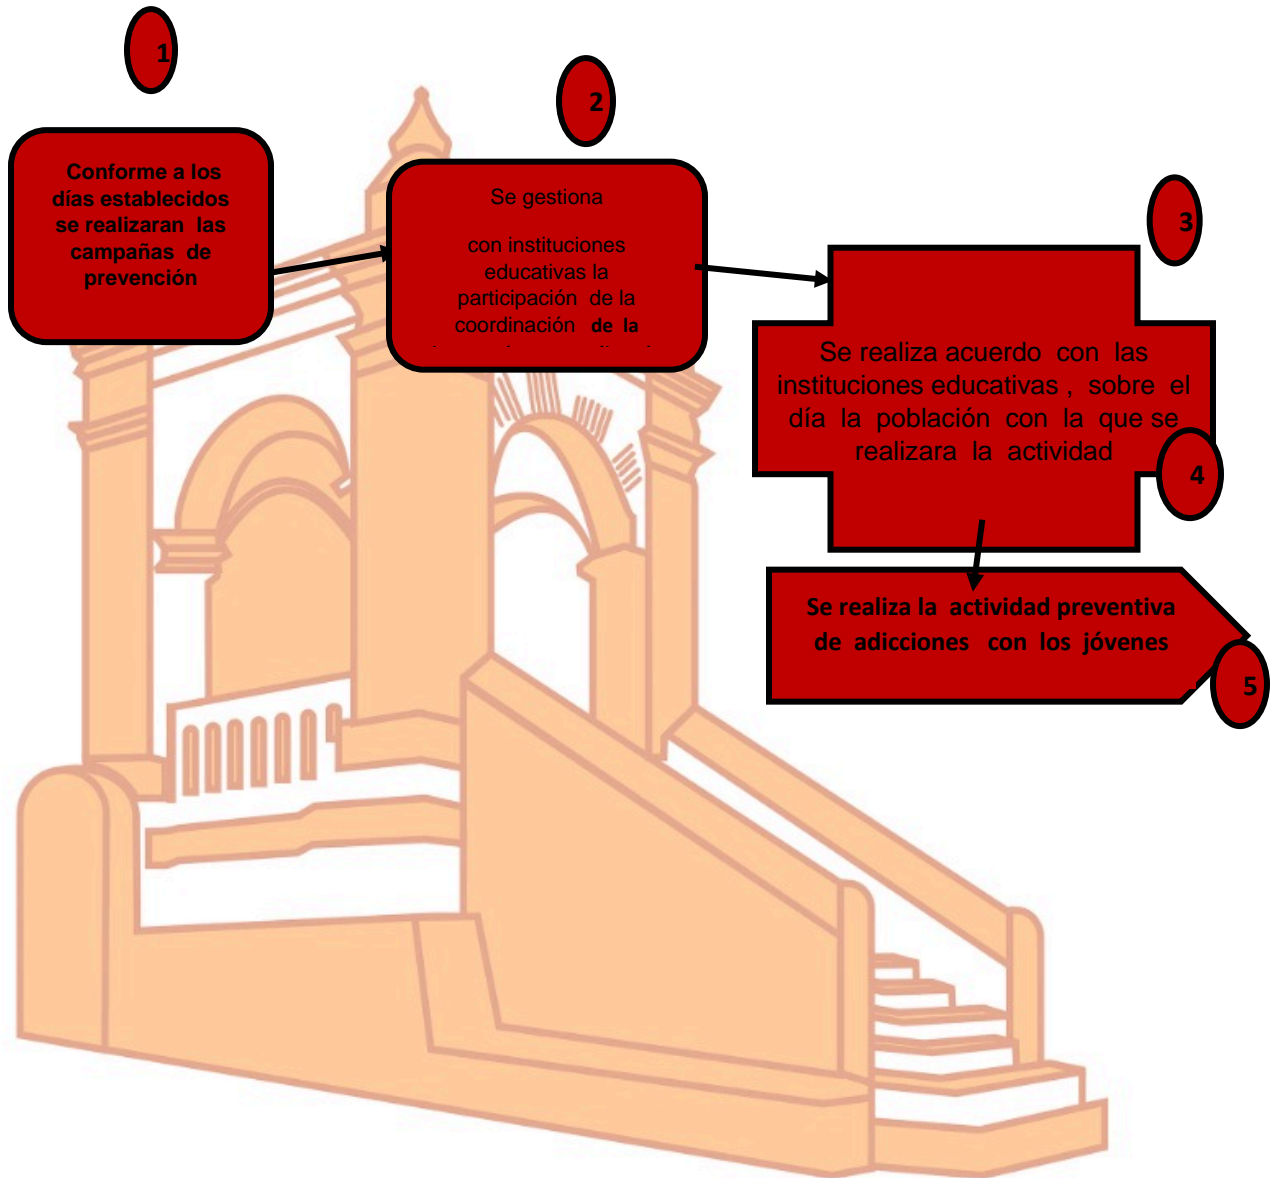 1
Conforme a los
días establecidos
se realizaran las
campañas de
prevención
2
Se gestiona
con instituciones
educativas la
participación de la
coordinación de la
3
Se realiza acuerdo con las
instituciones educativas , sobre el
día la población con la que se
realizara la actividad
4
Se realiza la actividad preventiva
de adicciones con los jóvenes
5